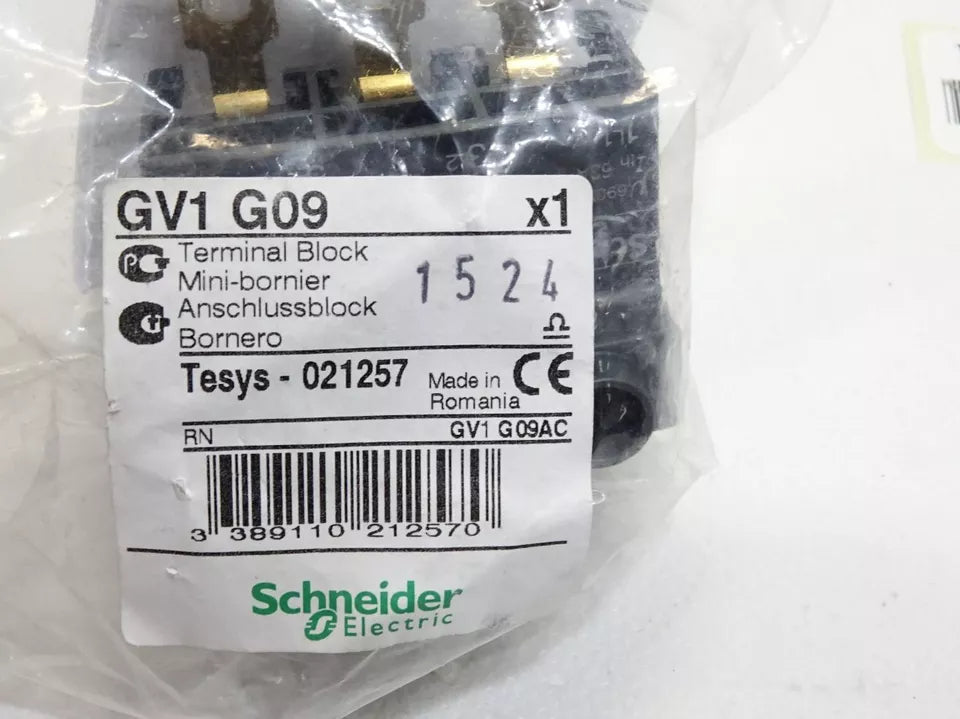 GV1 G09 x1
Terminal Block
Mini-bornier
Anschlussblock
Bornero
1524
Tesys - 021257
Made in
Romania
CE
RN GV1 G09AC
3 389110 212570
Schneider
Electric